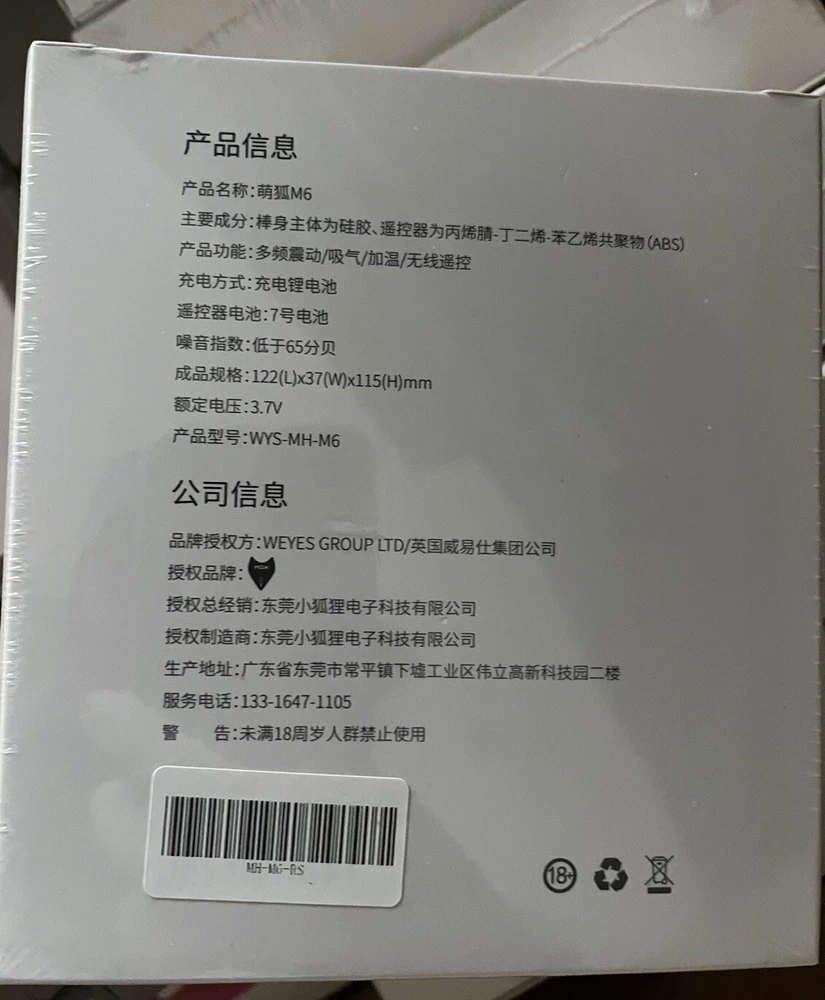 产品信息
产品名称:萌狐M6
主要成分:棒身主体为硅胶、遥控器为丙烯腈-丁二烯-苯乙烯共聚物(ABS)
产品功能:多频震动/吸气/加温/无线遥控
充电方式:充电锂电池
遥控器电池:7号电池
噪音指数:低于65分贝
成品规格:122(L)x37(W)x115(H)mm
额定电压:3.7V
产品型号:WYS-MH-M6
公司信息
品牌授权方:WEYES GROUP LTD/英国威易仕集团公司
授权品牌:
授权总经销:东莞小狐狸电子科技有限公司
授权制造商:东莞小狐狸电子科技有限公司
生产地址:广东省东莞市常平镇下墟工业区伟立高新科技园二楼
服务电话:133-1647-1105
警 告:未满18周岁人群禁止使用
MH-M6-RS
18+